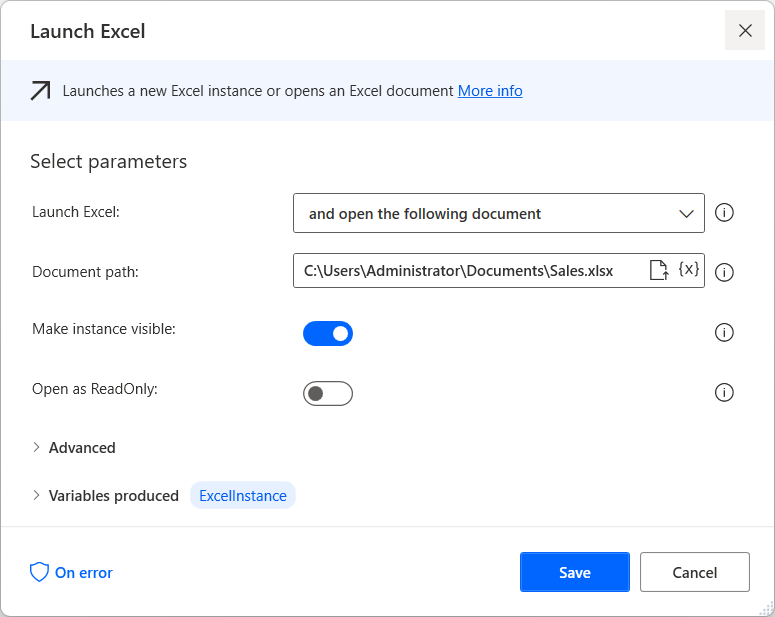 Launch Excel
Launches a new Excel instance or opens an Excel document More info
Select parameters
Launch Excel: and open the following document
Document path: C:\Users\Administrator\Documents\Sales.xlsx {x}
Make instance visible:
Open as ReadOnly:
Advanced
Variables produced ExcelInstance
On error Save Cancel